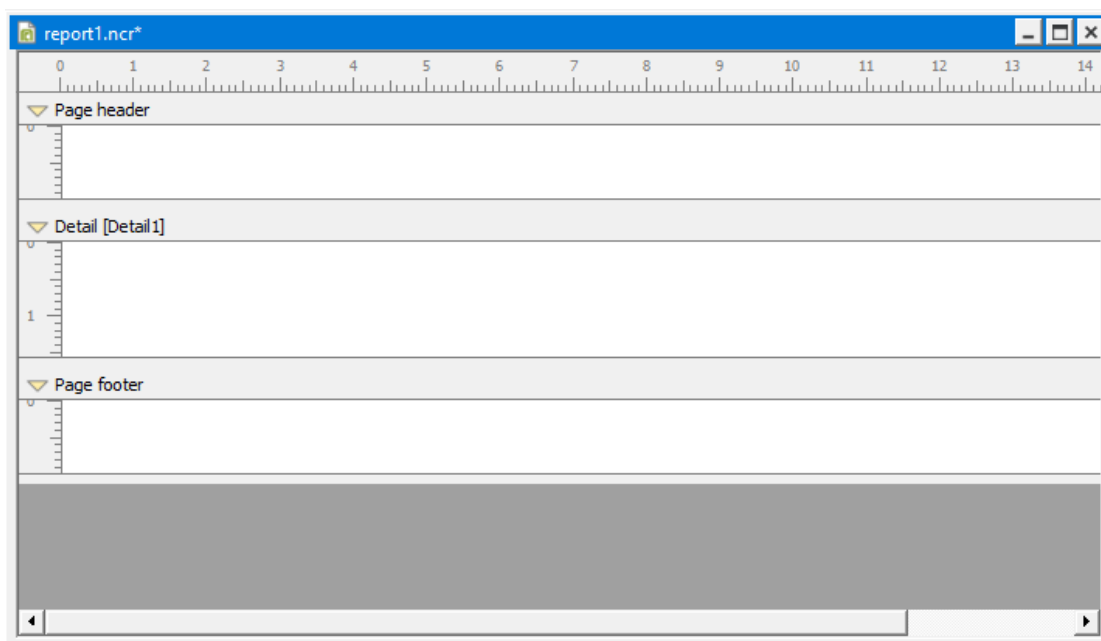 report1.ncr*
0 1 2 3 4 5 6 7 8 9 10 11 12 13 14
Page header
0
Detail [Detail1]
0
1
Page footer
0